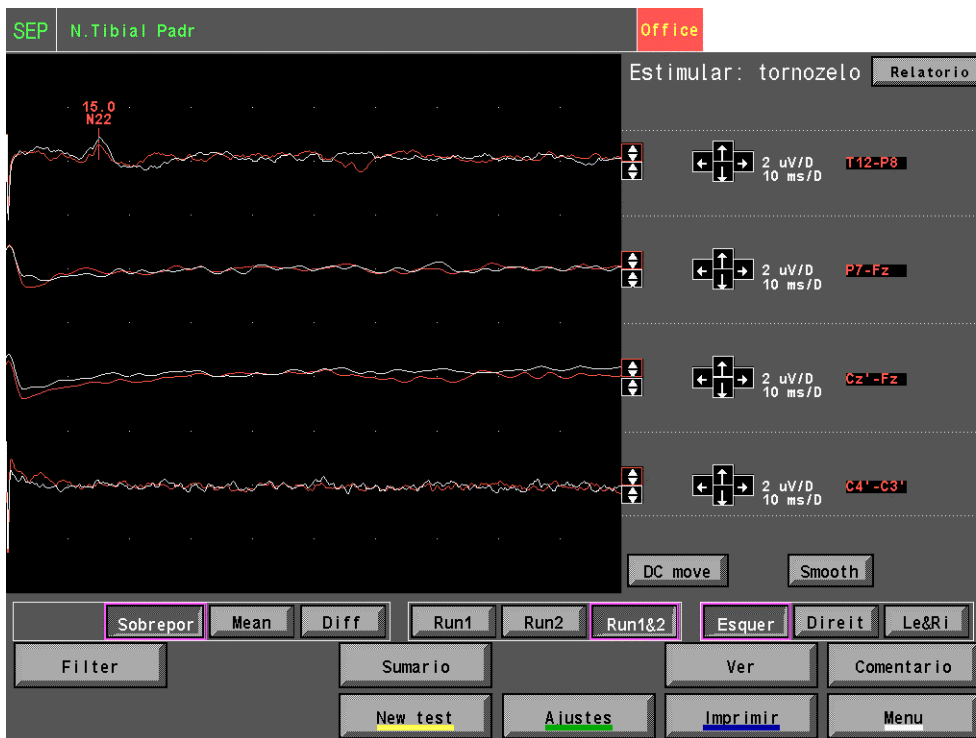 SEP N.Tibial Padr Office
Estimular: tornozelo Relatorio
15.0
N22
2 uV/D
10 ms/D
T12-P8
2 uV/D
10 ms/D
P7-Fz
2 uV/D
10 ms/D
Cz'-Fz
2 uV/D
10 ms/D
C4'-C3'
DC move Smooth
Sobrepor Mean Diff Run1 Run2 Run1&2 Esquer Direit Le&Ri
Filter Sumario Ver Comentario
New test Ajustes Imprimir Menu